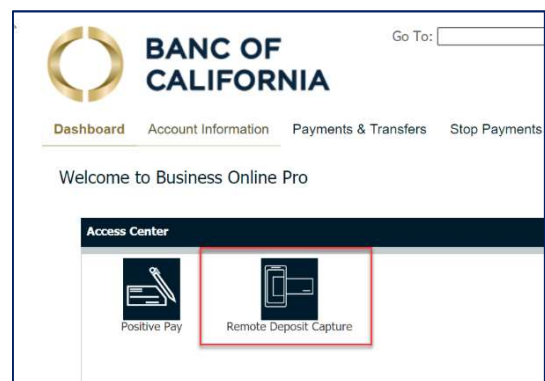 Go To:
BANC OF
CALIFORNIA
Dashboard Account Information Payments & Transfers Stop Payments
Welcome to Business Online Pro
Access Center
Positive Pay Remote Deposit Capture